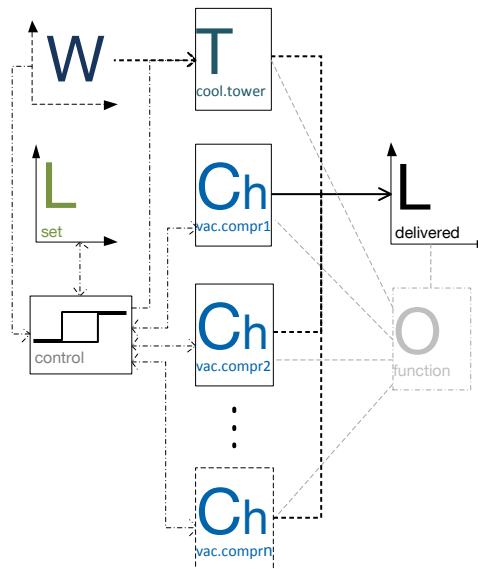 W
T
cool.tower
L
set
Ch
vac.compr1
L
delivered
control
Ch
vac.compr2
O
function
Ch
vac.comprn